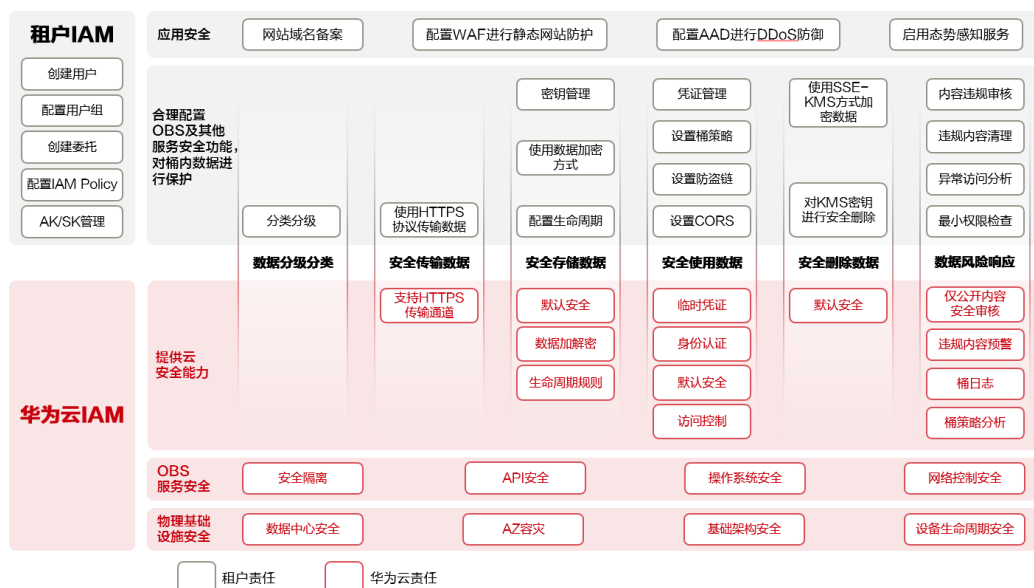 租户IAM
创建用户
配置用户组
创建委托
配置IAM Policy
AK/SK管理
应用安全
网站域名备案
配置WAF进行静态网站防护
配置AAD进行DDoS防御
启用态势感知服务
合理配置
OBS及其他
服务安全功能，
对桶内数据进
行保护
分类分级
使用HTTPS
协议传输数据
密钥管理
使用数据加密
方式
配置生命周期
凭证管理
设置桶策略
设置防盗链
设置CORS
使用SSE-
KMS方式加
密数据
对KMS密钥
进行安全删除
内容违规审核
违规内容清理
异常访问分析
最小权限检查
数据分级分类
安全传输数据
安全存储数据
安全使用数据
安全删除数据
数据风险响应
华为云IAM
提供云
安全能力
支持HTTPS
传输通道
默认安全
数据加解密
生命周期规则
临时凭证
身份认证
默认安全
访问控制
默认安全
仅公开内容
安全审核
违规内容预警
桶日志
桶策略分析
OBS
服务安全
安全隔离
API安全
操作系统安全
网络控制安全
物理基础
设施安全
数据中心安全
AZ容灾
基础架构安全
设备生命周期安全
租户责任
华为云责任